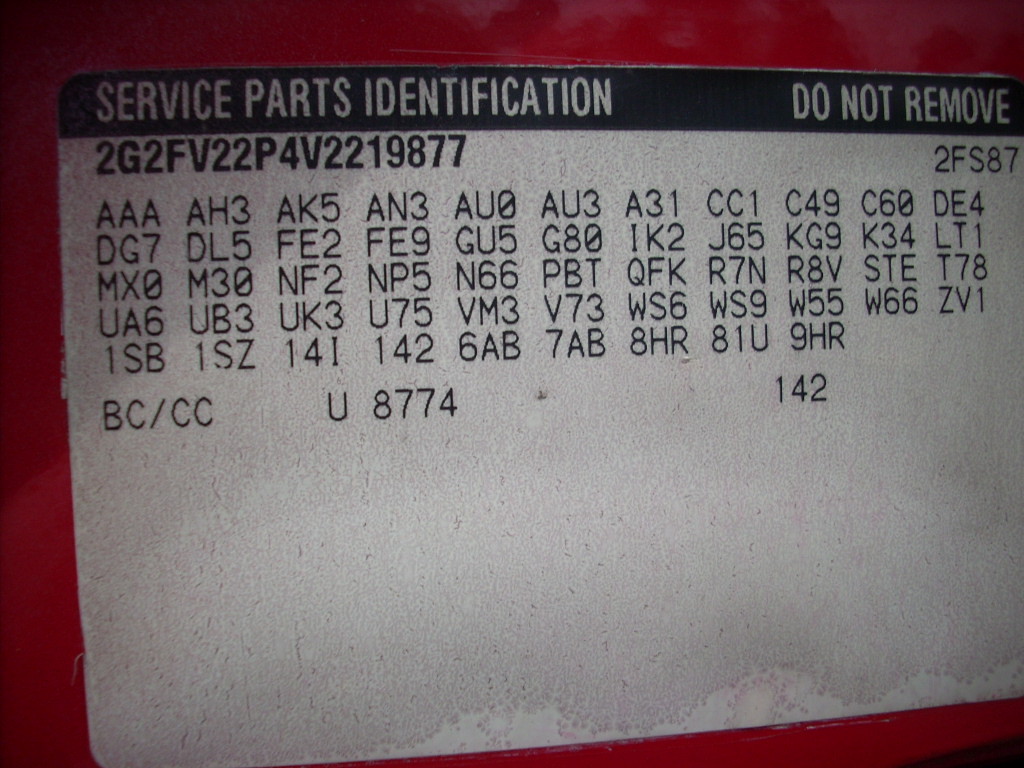 SERVICE PARTS IDENTIFICATION DO NOT REMOVE
2G2FV22P4V2219877 2FS87
AAA AH3 AK5 AN3 AU0 AU3 A31 CC1 C49 C60 DE4
DG7 DL5 FE2 FE9 GU5 G80 IK2 J65 KG9 K34 LT1
MX0 M30 NF2 NP5 N66 PBT QFK R7N R8V STE T78
UA6 UB3 UK3 U75 VM3 V73 WS6 WS9 W55 W66 ZV1
1SB 1SZ 14I 142 6AB 7AB 8HR 81U 9HR
BC/CC U 8774 142